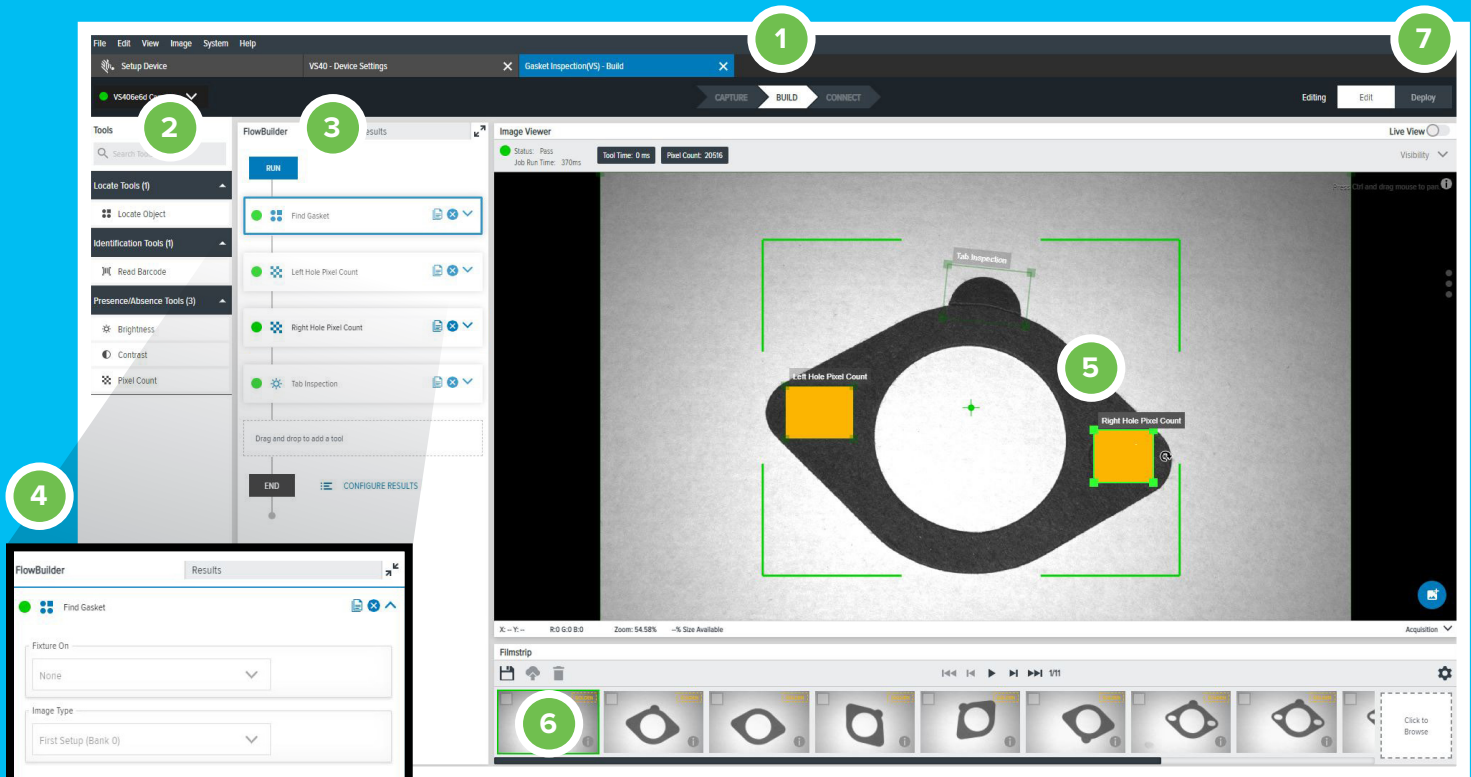 1
7
File Edit View Image System Help
Setup Device
VS40 - Device Settings
Gasket Inspection(VS) - Build
VS406e6d
CAPTURE BUILD CONNECT
Editing Edit Deploy
2
3
Tools
Search
Locate Tools (1)
Locate Object
Identification Tools (1)
Read Barcode
Presence/Absence Tools (3)
Brightness
Contrast
Pixel Count
FlowBuilder
RUN
Find Gasket
Left Hole Pixel Count
Right Hole Pixel Count
Tab Inspection
Drag and drop to add a tool
END
CONFIGURE RESULTS
Image Viewer
Live View
Status: Pass
Job Run Time: 370ms
Tool Time: 0 ms
Pixel Count: 20516
Visibility
Press Ctrl and drag mouse to pan
Tab Inspection
5
Left Hole Pixel Count
Right Hole Pixel Count
X: -- Y: -- R:0 G:0 B:0 Zoom: 54.58% --% Size Available
Acquisition
4
FlowBuilder
Results
Find Gasket
Fixture On
None
Image Type
First Setup (Bank 0)
Filmstrip
1/11
6
Click to
Browse